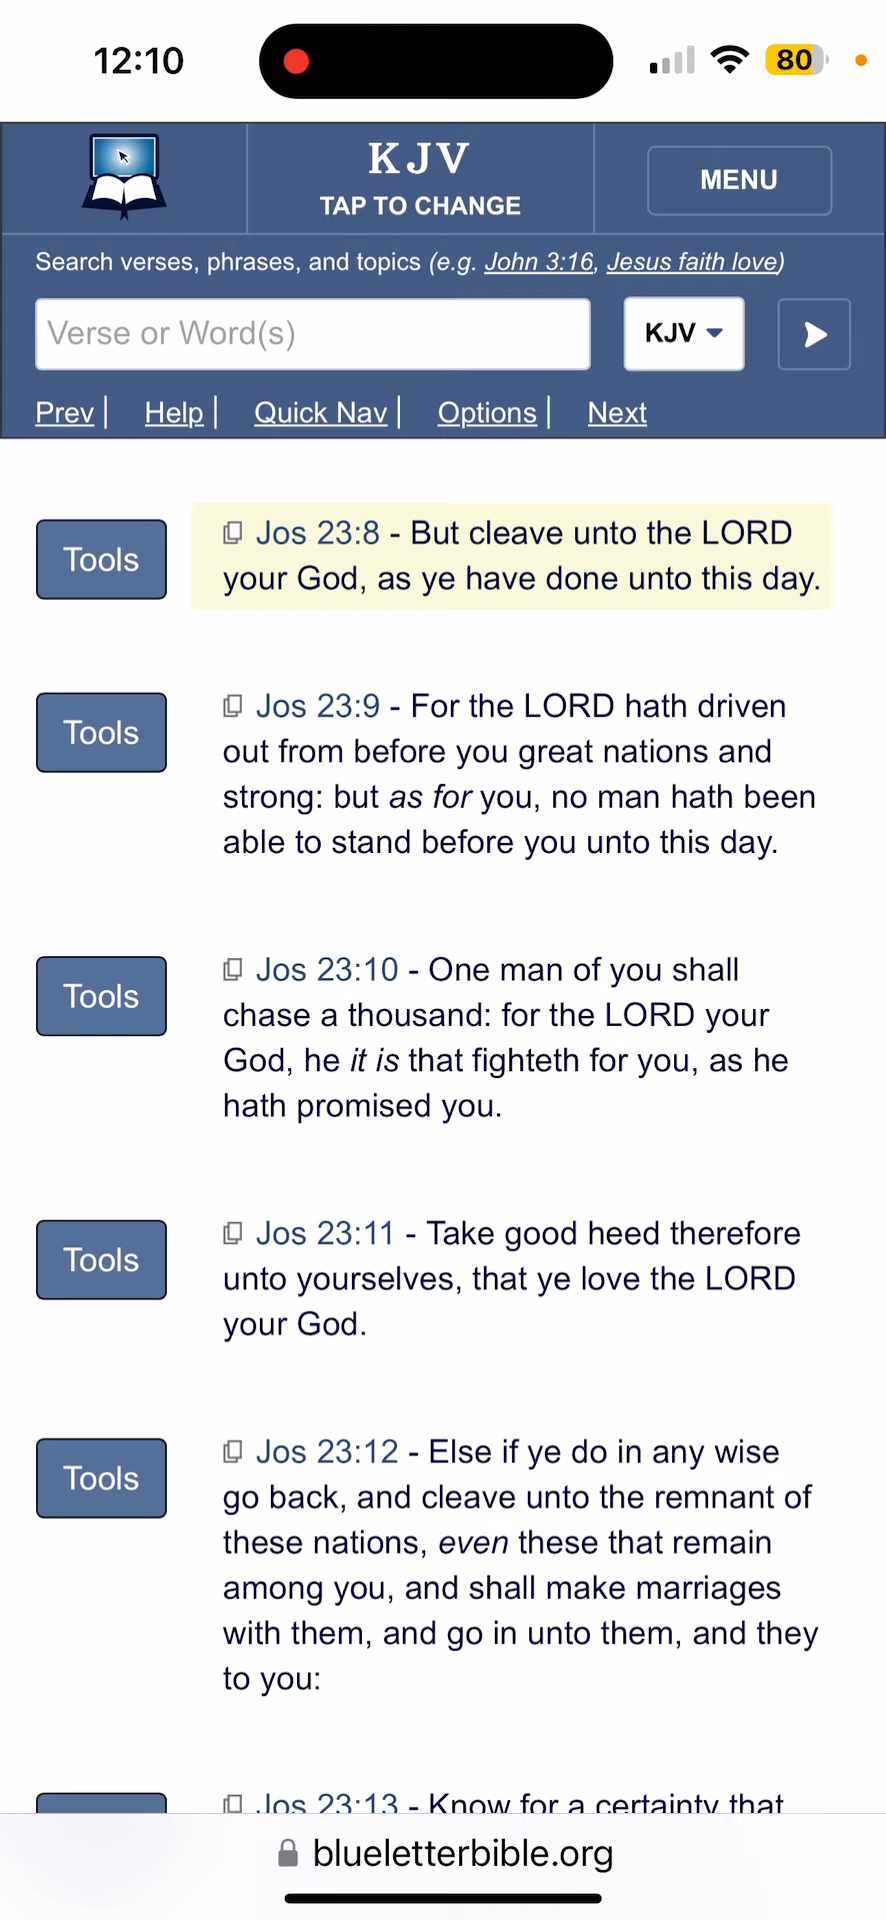 12:10
80
KJV
TAP TO CHANGE
MENU
Search verses, phrases, and topics (e.g. John 3:16, Jesus faith love)
Verse or Word(s)
KJV
Prev | Help | Quick Nav | Options | Next
Tools
Jos 23:8 - But cleave unto the LORD
your God, as ye have done unto this day.
Tools
Jos 23:9 - For the LORD hath driven
out from before you great nations and
strong: but as for you, no man hath been
able to stand before you unto this day.
Tools
Jos 23:10 - One man of you shall
chase a thousand: for the LORD your
God, he it is that fighteth for you, as he
hath promised you.
Tools
Jos 23:11 - Take good heed therefore
unto yourselves, that ye love the LORD
your God.
Tools
Jos 23:12 - Else if ye do in any wise
go back, and cleave unto the remnant of
these nations, even these that remain
among you, and shall make marriages
with them, and go in unto them, and they
to you:
Jos 23:13 - Know for a certainty that
blueletterbible.org